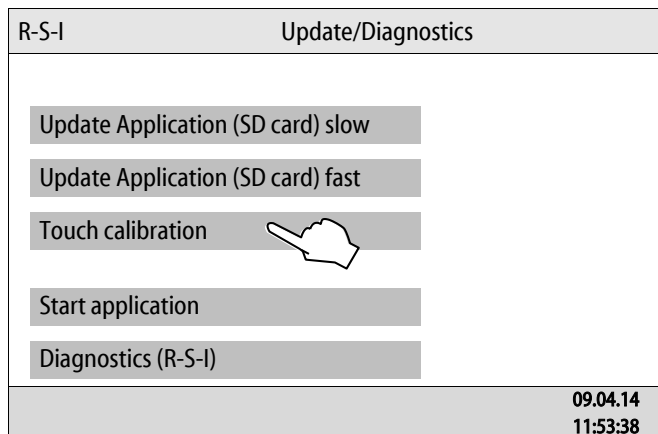 R-S-I Update/Diagnostics
Update Application (SD card) slow
Update Application (SD card) fast
Touch calibration
Start application
Diagnostics (R-S-I)
09.04.14
11:53:38